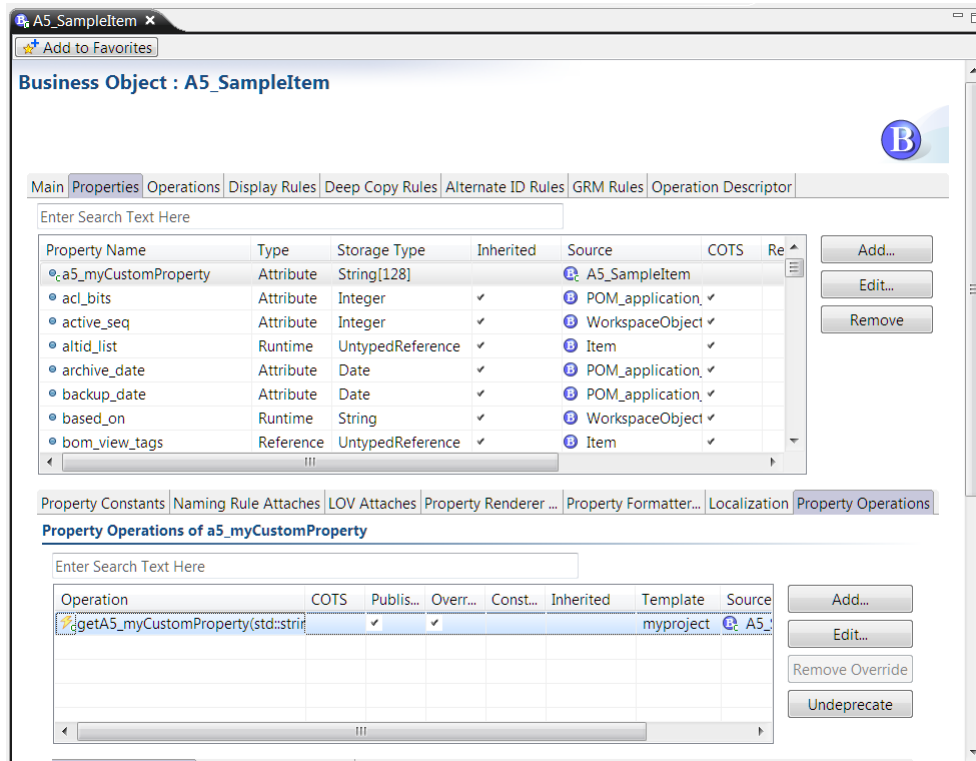 A5_SampleItem
Add to Favorites
Business Object : A5_SampleItem
B
Main Properties Operations Display Rules Deep Copy Rules Alternate ID Rules GRM Rules Operation Descriptor
Enter Search Text Here
Property Name Type Storage Type Inherited Source COTS Re
a5_myCustomProperty Attribute String[128] A5_SampleItem
acl_bits Attribute Integer POM_application_
active_seq Attribute Integer WorkspaceObject
altid_list Runtime UntypedReference Item
archive_date Attribute Date POM_application_
backup_date Attribute Date POM_application_
based_on Runtime String WorkspaceObject
bom_view_tags Reference UntypedReference Item
Add...
Edit...
Remove
Property Constants Naming Rule Attaches LOV Attaches Property Renderer ... Property Formatter... Localization Property Operations
Property Operations of a5_myCustomProperty
Enter Search Text Here
Operation COTS Publis... Overr... Const... Inherited Template Source
getA5_myCustomProperty(std::strin myproject A5_
Add...
Edit...
Remove Override
Undeprecate